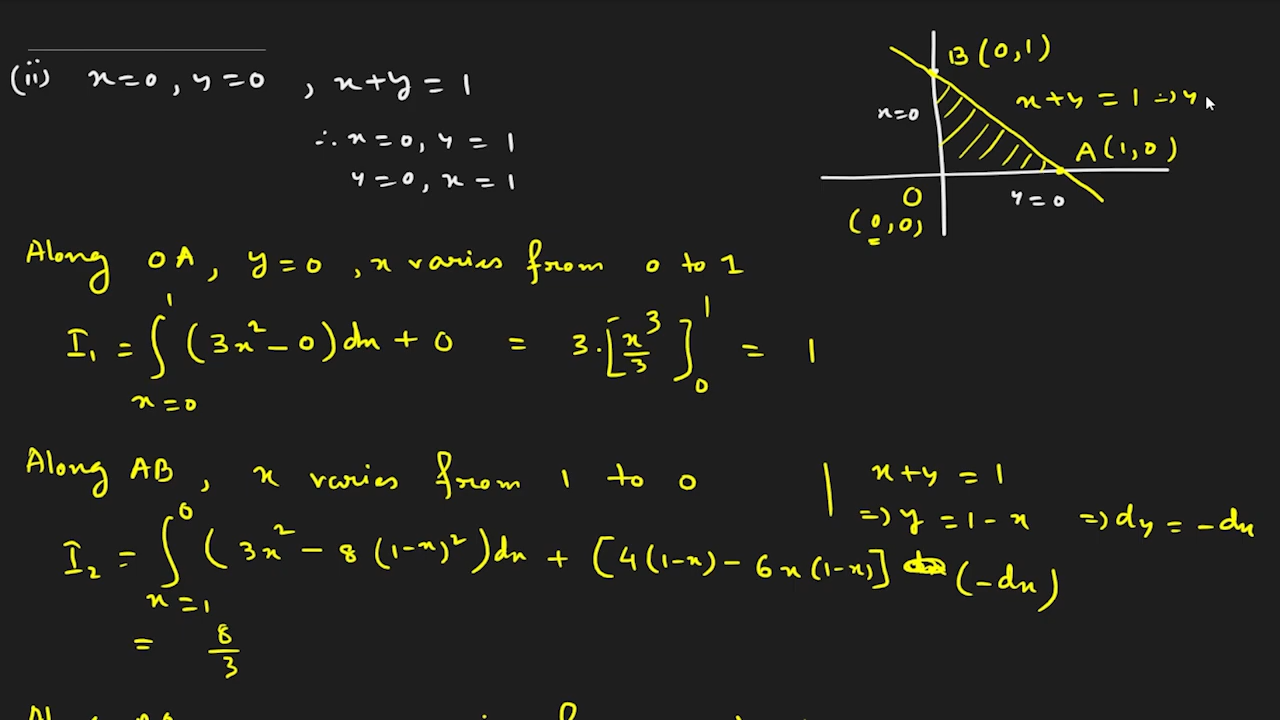 (ii) x=0, y=0, x+y=1
∴ x=0, y=1
y=0, x=1
B(0,1)
x=0
x+y=1 ⇒ y
A(1,0)
O
(0,0)
y=0
Along OA, y=0, x varies from 0 to 1
I₁ = ∫_{x=0}^{1} (3x²-0)dx + 0 = 3·[x³/3]_{0}^{1} = 1
Along AB, x varies from 1 to 0
x+y=1
⇒ y=1-x ⇒ dy=-dx
I₂ = ∫_{x=1}^{0} (3x²-8(1-x)²)dx + [4(1-x)-6x(1-x)] (-dx)
= 8/3